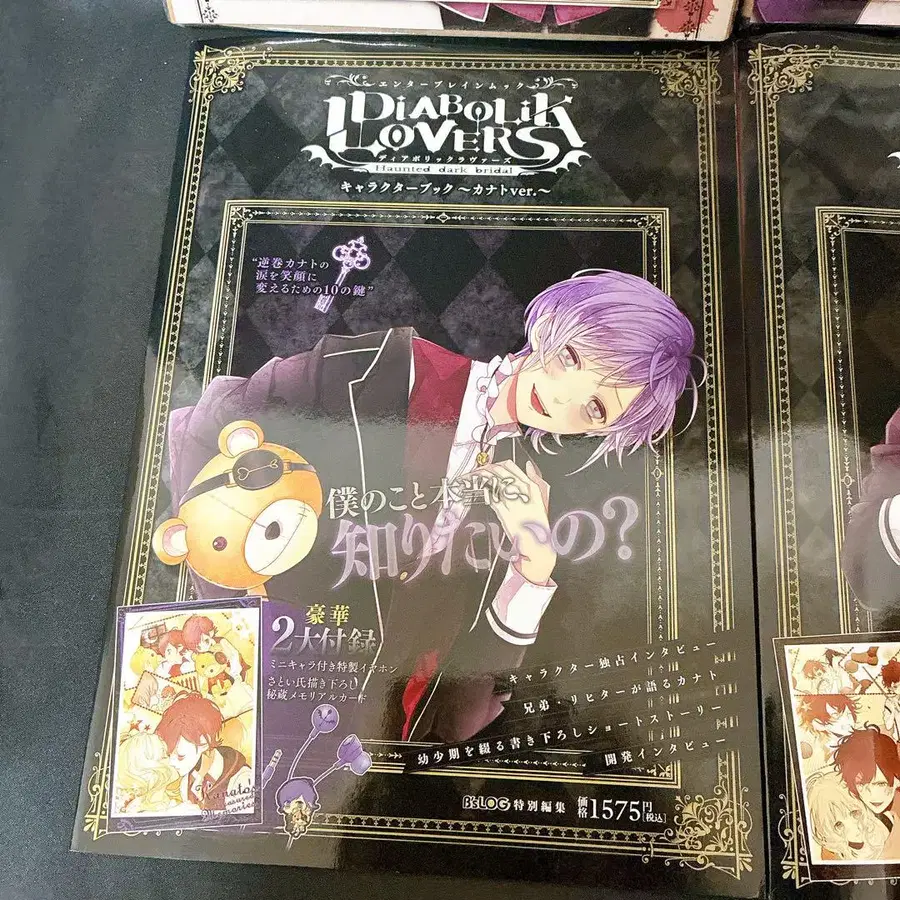 エンターブレインムック
DiABOLiK
LOVERS
ディアボリックラヴァーズ
Haunted dark bridal
キャラクターブック ～カナトver.～
“逆巻カナトの
涙を笑顔に
変えるための10の鍵”
僕のこと本当に、
知りたいの?
豪華
2大付録
ミニキャラ付き特製イヤホン
さとい氏描き下ろし
秘蔵メモリアルカード
Kanato
Treasured
Memories
キャラクター独占インタビュー
兄弟・リヒターが語るカナト
幼少期を綴る書き下ろしショートストーリー
開発インタビュー
B'sLOG 特別編集
価格1575円[税込]